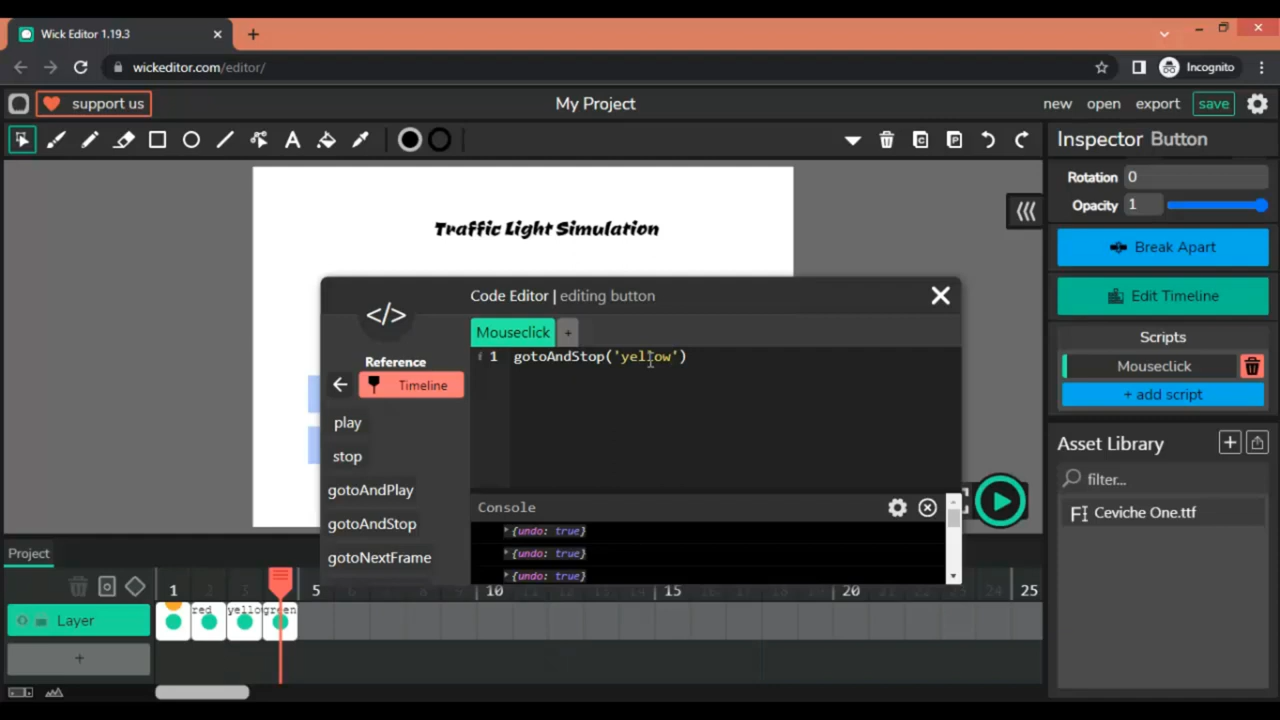 Wick Editor 1.19.3
wickeditor.com/editor/
Incognito
support us
My Project
new open export save
Inspector Button
Rotation 0
Opacity 1
Break Apart
Edit Timeline
Scripts
Mouseclick
+ add script
Asset Library
filter...
Ceviche One.ttf
Traffic Light Simulation
Code Editor | editing button
Mouseclick +
</>
Reference
Timeline
play
stop
gotoAndPlay
gotoAndStop
gotoNextFrame
1 gotoAndStop('yellow')
Console
{undo: true}
{undo: true}
{undo: true}
Project
1 2 3 5 10 15 20 25
Layer
red yello green
+